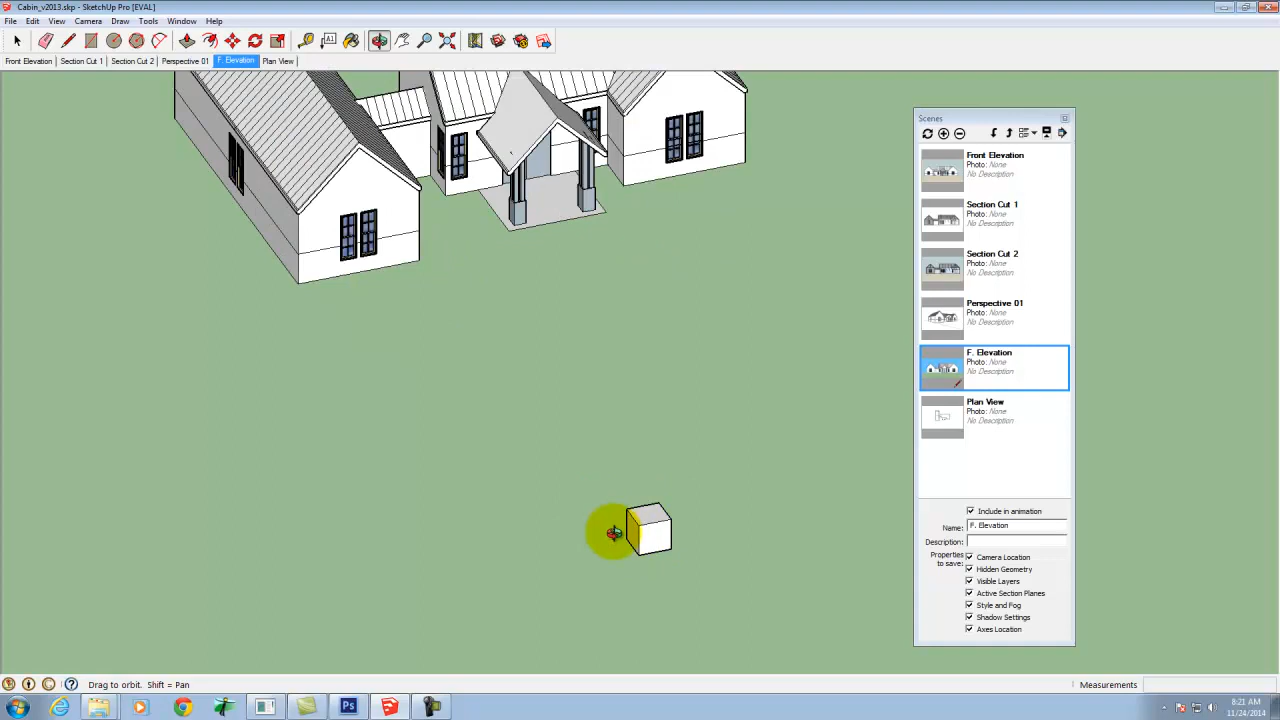 Cabin_v2013.skp - SketchUp Pro [EVAL]
File Edit View Camera Draw Tools Window Help
Front Elevation Section Cut 1 Section Cut 2 Perspective 01 F. Elevation Plan View
Scenes
Front Elevation
Photo: None
No Description
Section Cut 1
Photo: None
No Description
Section Cut 2
Photo: None
No Description
Perspective 01
Photo: None
No Description
F. Elevation
Photo: None
No Description
Plan View
Photo: None
No Description
Include in animation
Name: F. Elevation
Description:
Properties to save:
Camera Location
Hidden Geometry
Visible Layers
Active Section Planes
Style and Fog
Shadow Settings
Axes Location
Drag to orbit. Shift = Pan
Measurements
Ps
8:21 AM
11/24/2014